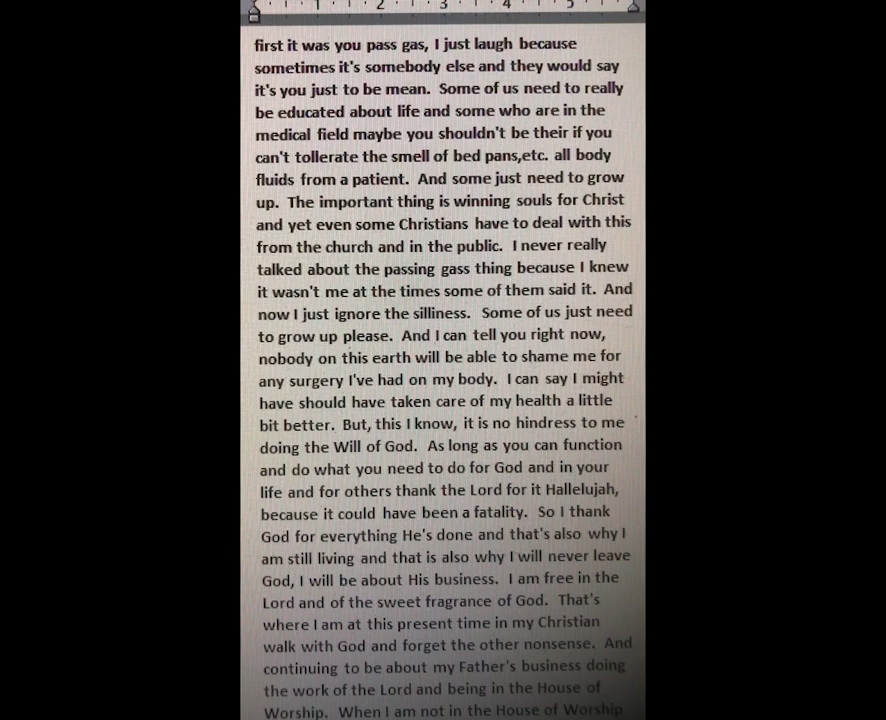 1 2 3 4 5
first it was you pass gas, I just laugh because
sometimes it's somebody else and they would say
it's you just to be mean.  Some of us need to really
be educated about life and some who are in the
medical field maybe you shouldn't be their if you
can't tollerate the smell of bed pans,etc. all body
fluids from a patient.  And some just need to grow
up.  The important thing is winning souls for Christ
and yet even some Christians have to deal with this
from the church and in the public.  I never really
talked about the passing gass thing because I knew
it wasn't me at the times some of them said it.  And
now I just ignore the silliness.  Some of us just need
to grow up please.  And I can tell you right now,
nobody on this earth will be able to shame me for
any surgery I've had on my body.  I can say I might
have should have taken care of my health a little
bit better.  But, this I know, it is no hindress to me
doing the Will of God.  As long as you can function
and do what you need to do for God and in your
life and for others thank the Lord for it Hallelujah,
because it could have been a fatality.  So I thank
God for everything He's done and that's also why I
am still living and that is also why I will never leave
God, I will be about His business.  I am free in the
Lord and of the sweet fragrance of God.  That's
where I am at this present time in my Christian
walk with God and forget the other nonsense.  And
continuing to be about my Father's business doing
the work of the Lord and being in the House of
Worship.  When I am not in the House of Worship